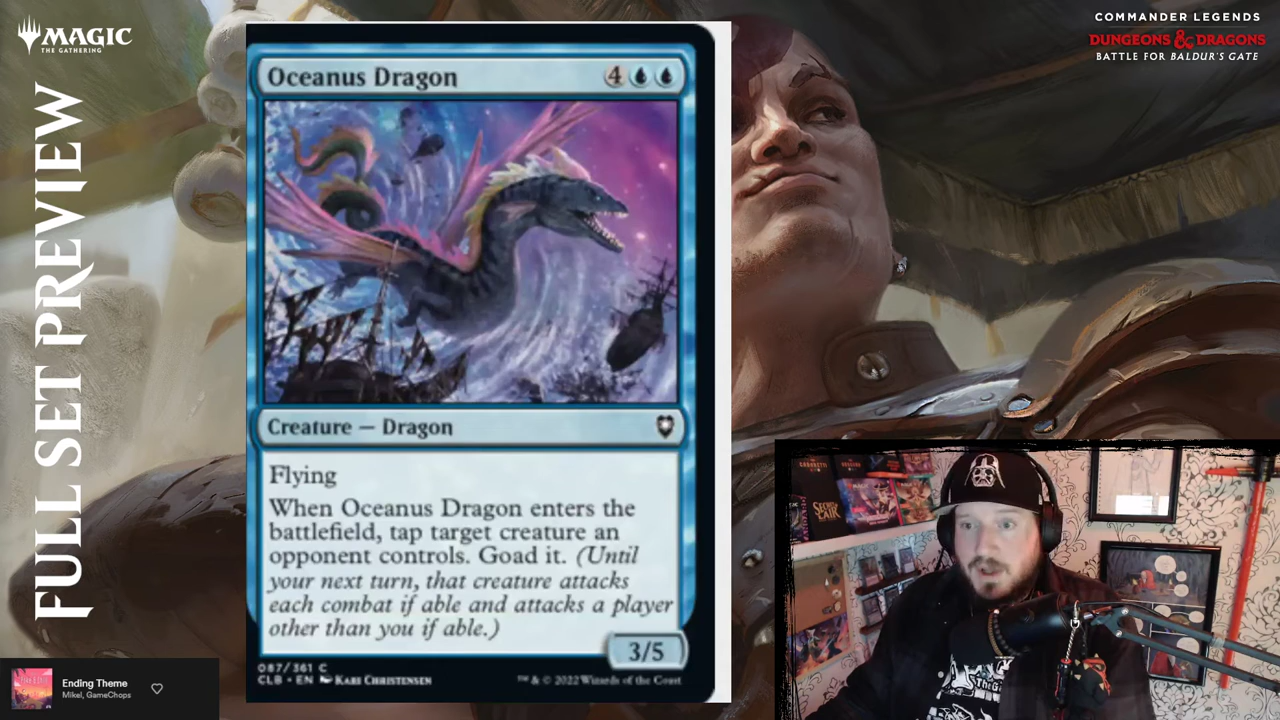 MAGIC
THE GATHERING
FULL SET PREVIEW
COMMANDER LEGENDS
DUNGEONS & DRAGONS
BATTLE FOR BALDUR'S GATE
Oceanus Dragon 4
Creature — Dragon
Flying
When Oceanus Dragon enters the
battlefield, tap target creature an
opponent controls. Goad it. (Until
your next turn, that creature attacks
each combat if able and attacks a player
other than you if able.)
3/5
087/361 C
CLB • EN Kari Christensen
™ & © 2022 Wizards of the Coast
Ending Theme
Mikel, GameChops
SECRET
LAIR
MAGIC